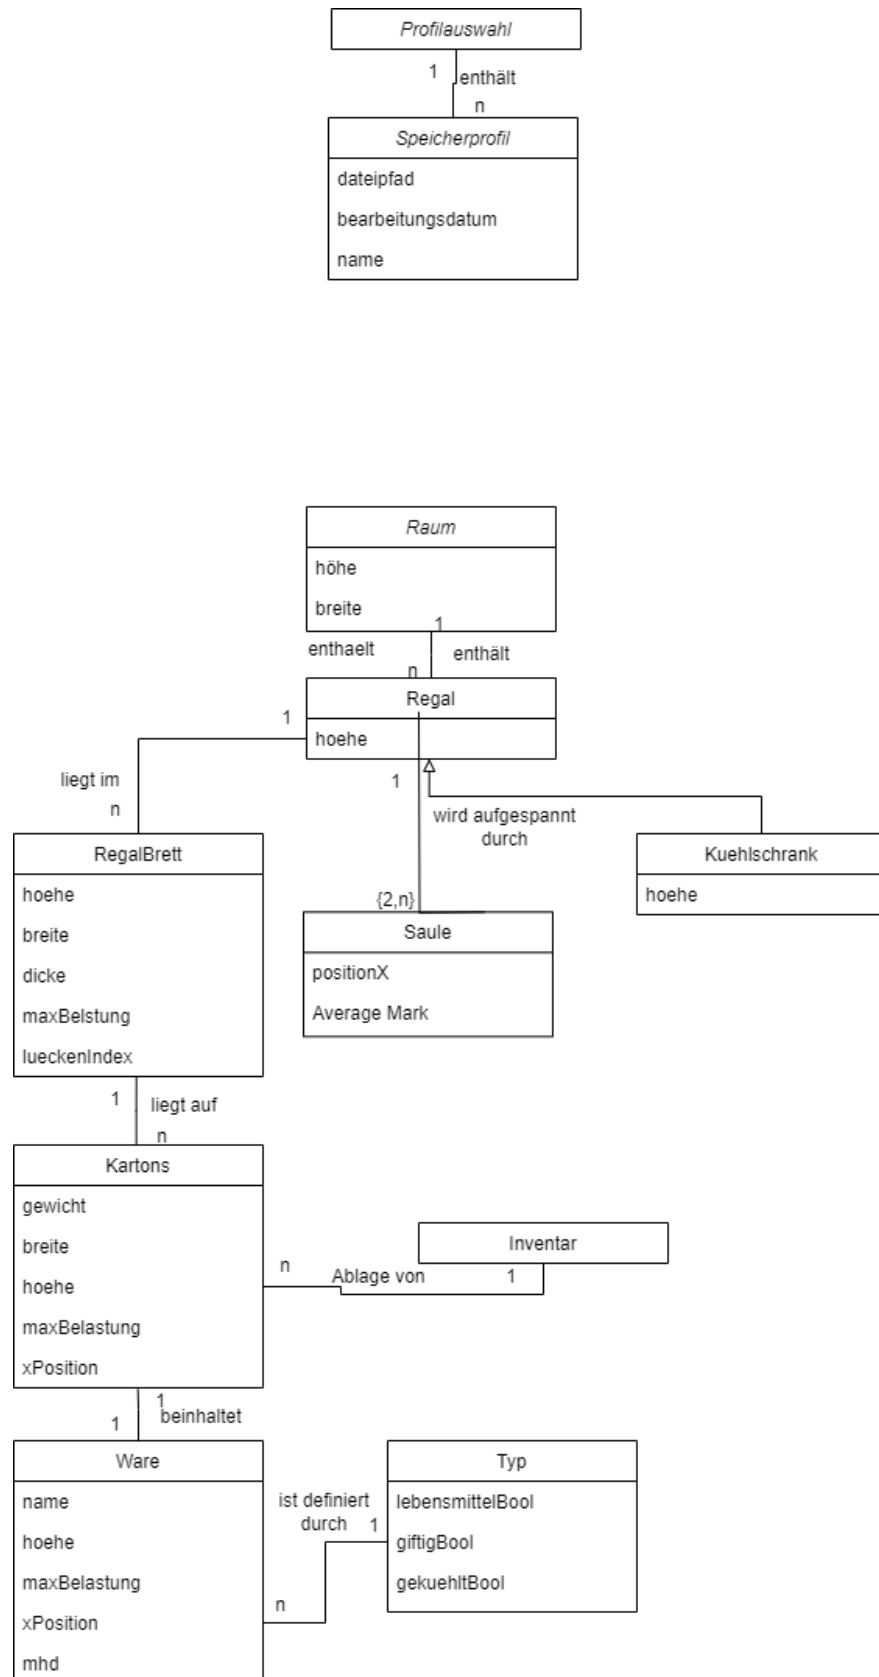 Profilauswahl
1
enthält
n
Speicherprofil
dateipfad
bearbeitungsdatum
name
Raum
höhe
breite
1
enthaelt
enthält
n
Regal
1
hoehe
liegt im
1
n
wird aufgespannt
durch
RegalBrett
Kuehlschrank
hoehe
hoehe
{2,n}
breite
Saule
dicke
positionX
maxBelstung
Average Mark
lueckenIndex
1
liegt auf
n
Kartons
gewicht
breite
Inventar
hoehe
n
Ablage von
1
maxBelastung
xPosition
1
1
beinhaltet
Ware
Typ
name
ist definiert
durch
1
lebensmittelBool
hoehe
giftigBool
maxBelastung
gekuehltBool
xPosition
n
mhd